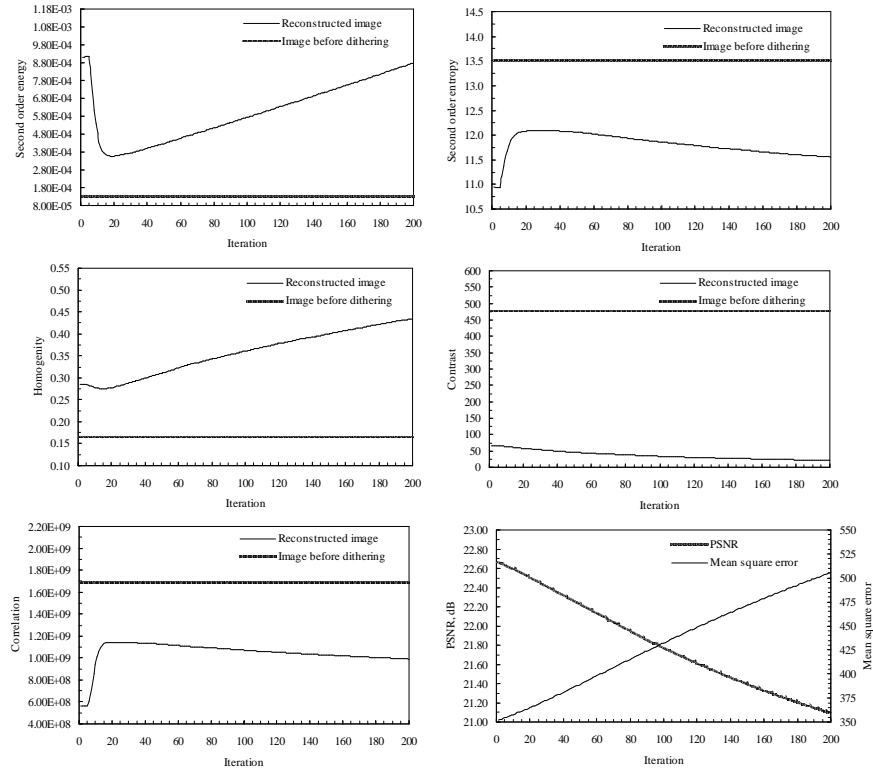 1.18E-03
1.08E-03
9.80E-04
8.80E-04
7.80E-04
6.80E-04
5.80E-04
4.80E-04
3.80E-04
2.80E-04
1.80E-04
8.00E-05
Second order energy
Reconstructed image
Image before dithering
0 20 40 60 80 100 120 140 160 180 200
Iteration
14.5
14.0
13.5
13.0
12.5
12.0
11.5
11.0
10.5
Second order entropy
Reconstructed image
Image before dithering
0 20 40 60 80 100 120 140 160 180 200
Iteration
0.55
0.50
0.45
0.40
0.35
0.30
0.25
0.20
0.15
0.10
Homogenity
Reconstructed image
Image before dithering
0 20 40 60 80 100 120 140 160 180 200
Iteration
600
550
500
450
400
350
300
250
200
150
100
50
0
Contrast
Reconstructed image
Image before dithering
0 20 40 60 80 100 120 140 160 180 200
Iteration
2.20E+09
2.00E+09
1.80E+09
1.60E+09
1.40E+09
1.20E+09
1.00E+09
8.00E+08
6.00E+08
4.00E+08
Correlation
Reconstructed image
Image before dithering
0 20 40 60 80 100 120 140 160 180 200
Iteration
23.00
22.80
22.60
22.40
22.20
22.00
21.80
21.60
21.40
21.20
21.00
PSNR, dB
PSNR
Mean square error
550
525
500
475
450
425
400
375
350
Mean square error
0 20 40 60 80 100 120 140 160 180 200
Iteration